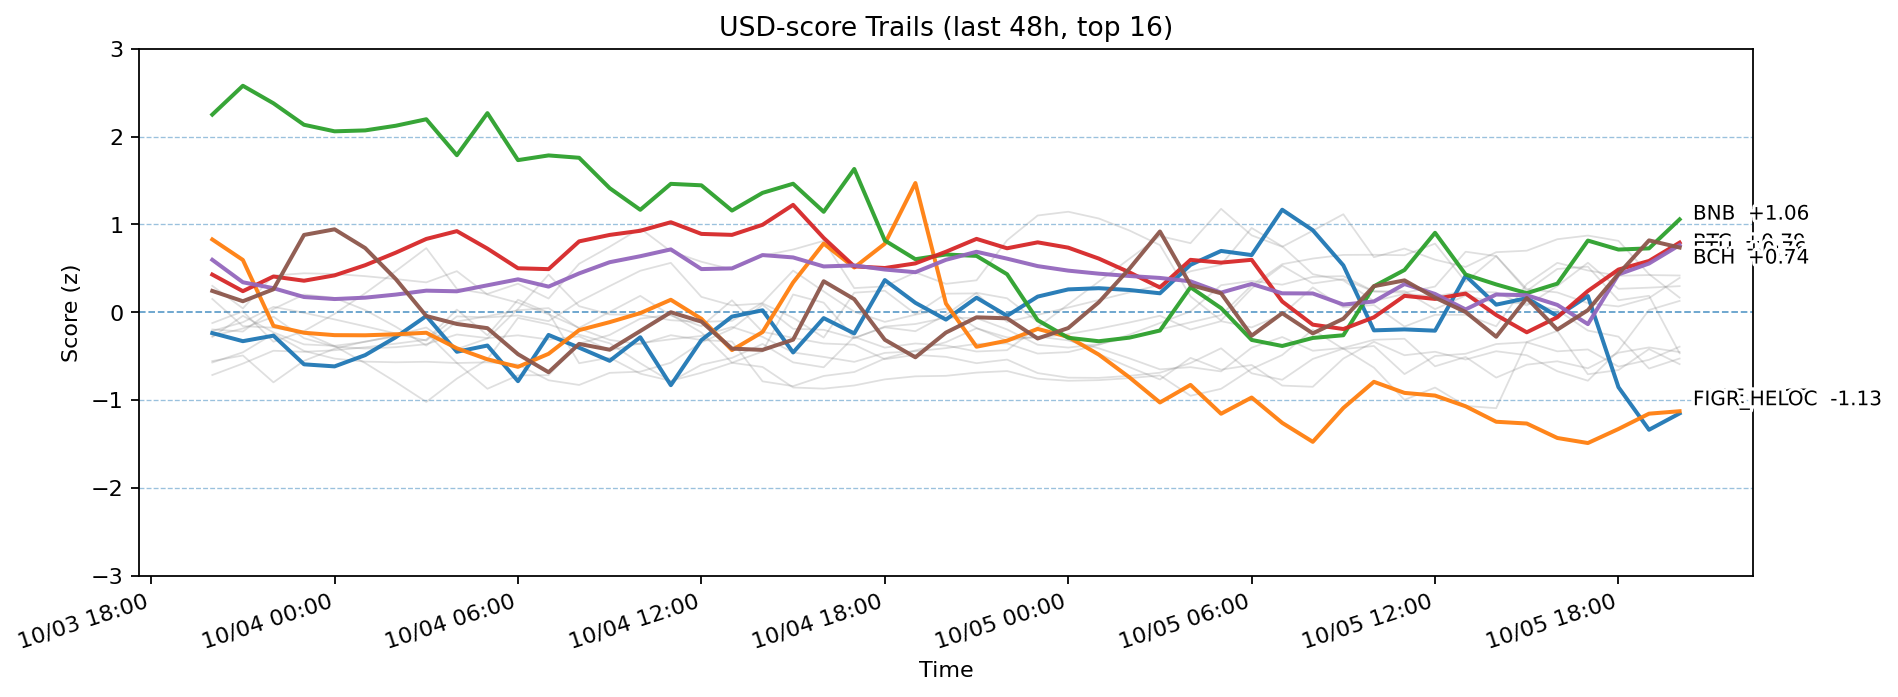 USD-score Trails (last 48h, top 16)
3
2
1
0
−1
−2
−3
Score (z)
BNB +1.06
BCH +0.74
FIGR_HELOC -1.13
10/03 18:00
10/04 00:00
10/04 06:00
10/04 12:00
10/04 18:00
10/05 00:00
10/05 06:00
10/05 12:00
10/05 18:00
Time